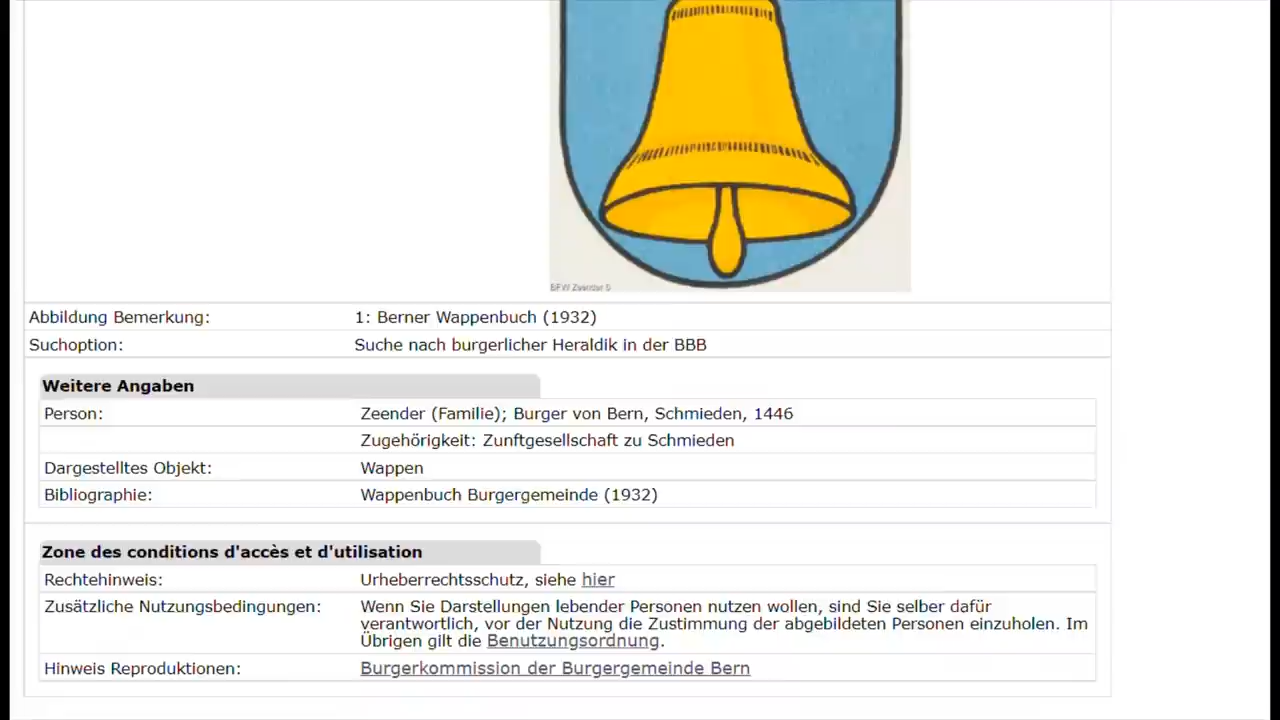 BFW Zeender 5
Abbildung Bemerkung: 1: Berner Wappenbuch (1932)
Suchoption: Suche nach burgerlicher Heraldik in der BBB
Weitere Angaben
Person: Zeender (Familie); Burger von Bern, Schmieden, 1446
Zugehörigkeit: Zunftgesellschaft zu Schmieden
Dargestelltes Objekt: Wappen
Bibliographie: Wappenbuch Burgergemeinde (1932)
Zone des conditions d'accès et d'utilisation
Rechtehinweis: Urheberrechtsschutz, siehe hier
Zusätzliche Nutzungsbedingungen: Wenn Sie Darstellungen lebender Personen nutzen wollen, sind Sie selber dafür
verantwortlich, vor der Nutzung die Zustimmung der abgebildeten Personen einzuholen. Im
Übrigen gilt die Benutzungsordnung.
Hinweis Reproduktionen: Burgerkommission der Burgergemeinde Bern